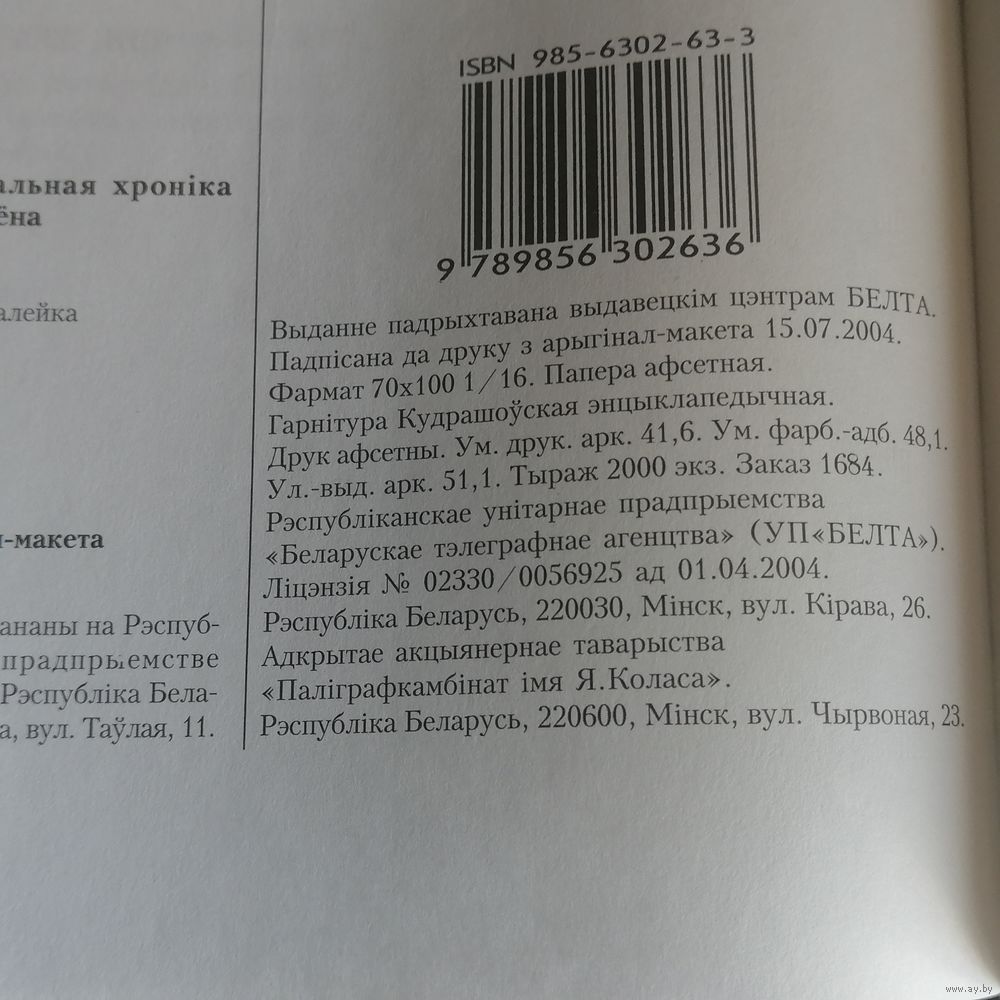 альная хроніка
ёна
алейка
-макета
ананы на Рэспуб-
прадпрыемстве
Рэспубліка Бела-
а, вул. Таўлая, 11.
ISBN 985-6302-63-3
9 789856 302636
Выданне падрыхтавана выдавецкім цэнтрам БЕЛТА.
Падпісана да друку з арыгінал-макета 15.07.2004.
Фармат 70х100 1/16. Папера афсетная.
Гарнітура Кудрашоўская энцыклапедычная.
Друк афсетны. Ум. друк. арк. 41,6. Ум. фарб.-адб. 48,1.
Ул.-выд. арк. 51,1. Тыраж 2000 экз. Заказ 1684.
Рэспубліканскае унітарнае прадпрыемства
«Беларускае тэлеграфнае агенцтва» (УП«БЕЛТА»).
Ліцэнзія № 02330/0056925 ад 01.04.2004.
Рэспубліка Беларусь, 220030, Мінск, вул. Кірава, 26.
Адкрытае акцыянернае таварыства
«Паліграфкамбінат імя Я.Коласа».
Рэспубліка Беларусь, 220600, Мінск, вул. Чырвоная, 23.
www.ay.by